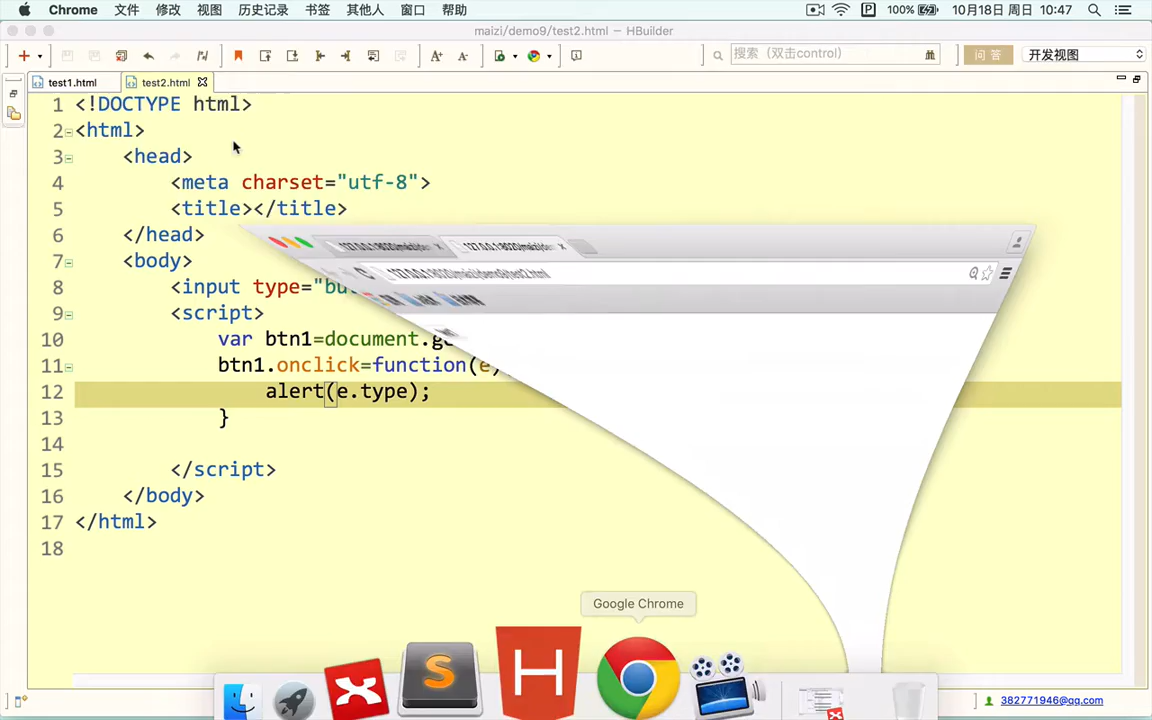 Chrome 文件 修改 视图 历史记录 书签 其他人 窗口 帮助 100% 10月18日 周日 10:47
maizi/demo9/test2.html — HBuilder
搜索（双击control） 问 答 开发视图
test1.html test2.html
1 <!DOCTYPE html>
2 <html>
3 <head>
4 <meta charset="utf-8">
5 <title></title>
6 </head>
7 <body>
8 <input type="bu
9 <script>
10 var btn1=document.g
11 btn1.onclick=function(e)
12 alert(e.type);
13 }
14
15 </script>
16 </body>
17 </html>
18
Google Chrome
382771946@qq.com